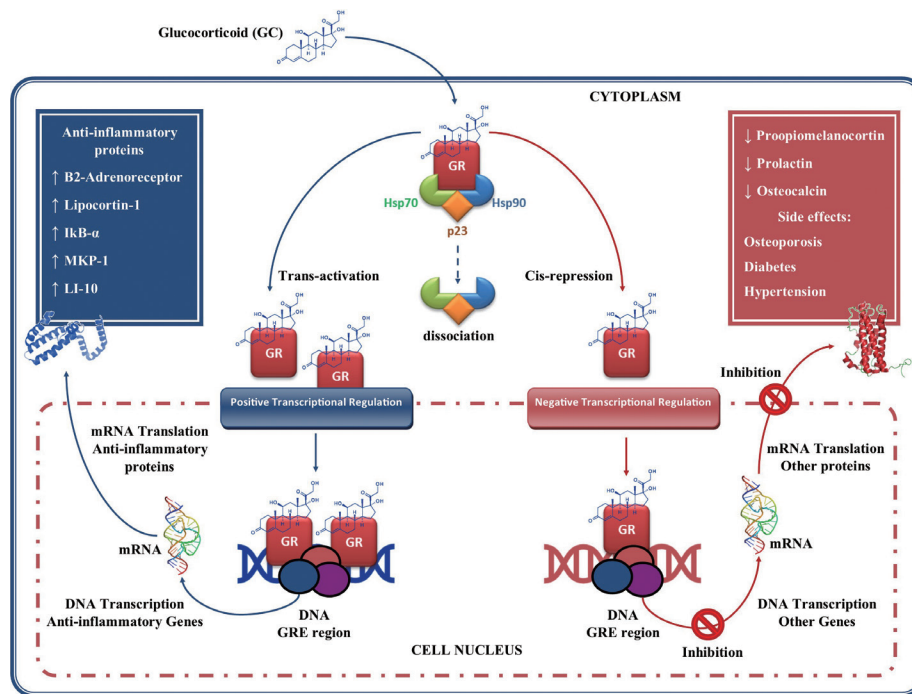 Glucocorticoid (GC)
CYTOPLASM
Anti-inflammatory
proteins
↑ B2-Adrenoreceptor
↑ Lipocortin-1
↑ IkB-α
↑ MKP-1
↑ LI-10
GR
Hsp70
Hsp90
p23
dissociation
Trans-activation
Cis-repression
↓ Proopiomelanocortin
↓ Prolactin
↓ Osteocalcin
Side effects:
Osteoporosis
Diabetes
Hypertension
GR
GR
GR
Positive Transcriptional Regulation
Negative Transcriptional Regulation
Inhibition
mRNA Translation
Anti-inflammatory
proteins
mRNA Translation
Other proteins
GR
GR
GR
mRNA
mRNA
DNA Transcription
Anti-inflammatory Genes
DNA
GRE region
DNA
GRE region
DNA Transcription
Other Genes
Inhibition
CELL NUCLEUS